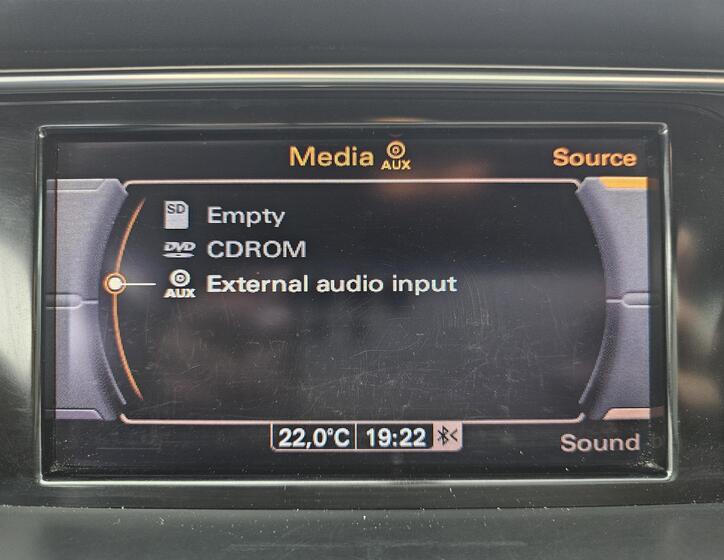 Media AUX Source
SD Empty
DVD CDROM
AUX External audio input
22,0°C 19:22
Sound